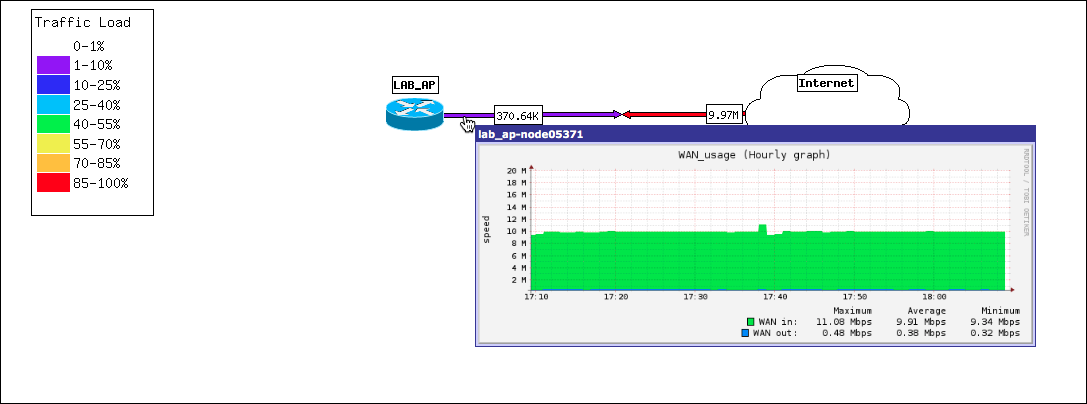 Traffic Load
0-1%
1-10%
10-25%
25-40%
40-55%
55-70%
70-85%
85-100%
LAB_AP
370.64K
9.97M
Internet
lab_ap-node05371
WAN_usage (Hourly graph)
RRDTOOL / TOBI OETIKER
speed
20 M
18 M
16 M
14 M
12 M
10 M
8 M
6 M
4 M
2 M
17:10 17:20 17:30 17:40 17:50 18:00
Maximum Average Minimum
WAN in: 11.08 Mbps 9.91 Mbps 9.34 Mbps
WAN out: 0.48 Mbps 0.38 Mbps 0.32 Mbps